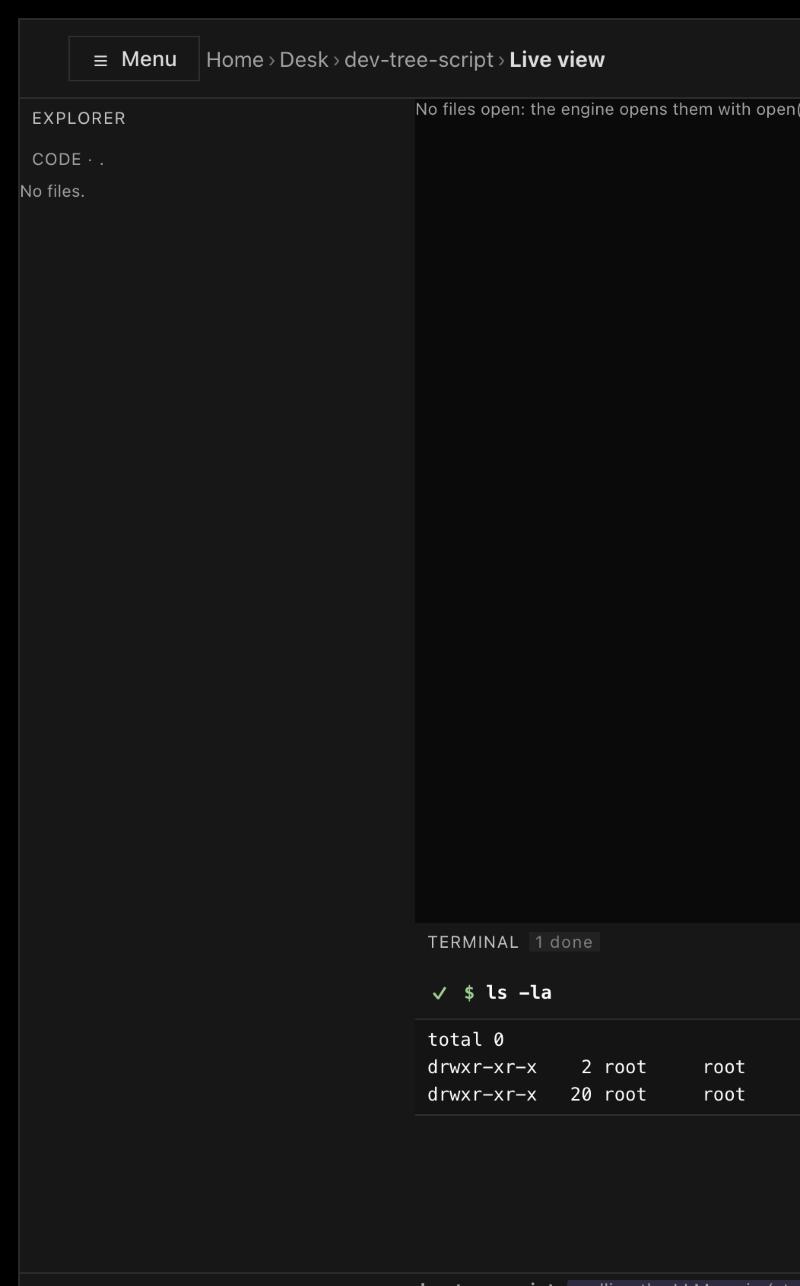 ≡ Menu Home › Desk › dev-tree-script › Live view
EXPLORER
CODE · .
No files.
No files open: the engine opens them with open(
TERMINAL 1 done
✓ $ ls -la
total 0
drwxr-xr-x 2 root root
drwxr-xr-x 20 root root